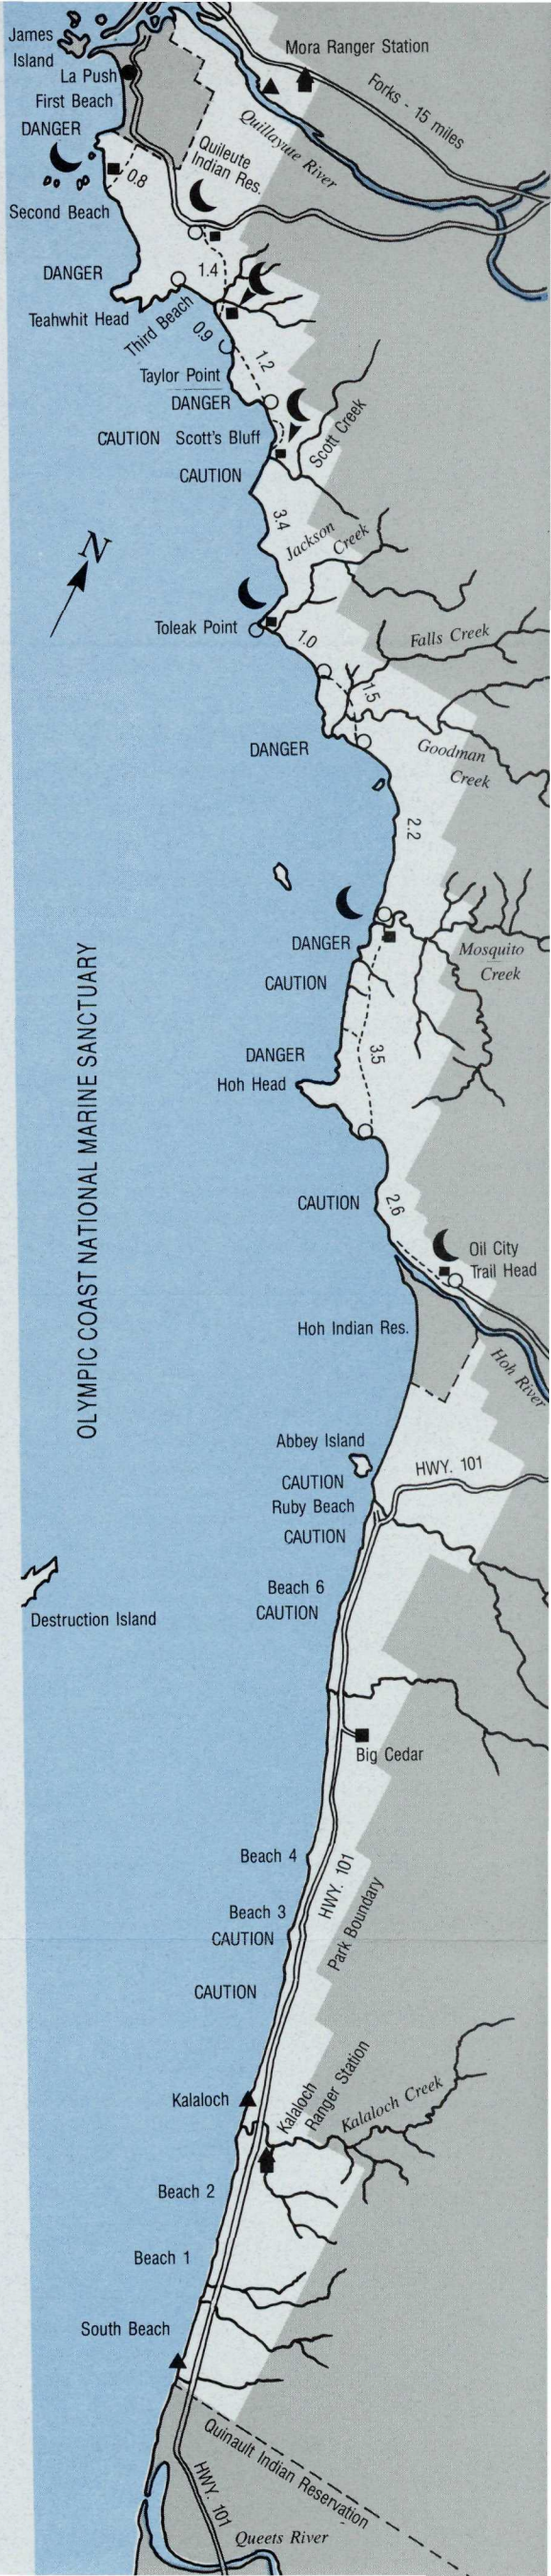 James
Island
Mora Ranger Station
La Push
First Beach
Forks - 15 miles
DANGER
Quillayute River
Quileute
Indian Res.
0.8
Second Beach
DANGER
1.4
Teahwhit Head
Third Beach
0.9
1.2
Taylor Point
DANGER
CAUTION Scott's Bluff
Scott Creek
CAUTION
3.4
Jackson
Creek
N
Toleak Point
1.0
Falls Creek
1.5
DANGER
Goodman
Creek
2.2
DANGER
Mosquito
Creek
CAUTION
OLYMPIC COAST NATIONAL MARINE SANCTUARY
DANGER
3.5
Hoh Head
CAUTION
2.6
Oil City
Trail Head
Hoh Indian Res.
Hoh River
Abbey Island
HWY. 101
CAUTION
Ruby Beach
CAUTION
Beach 6
CAUTION
Destruction Island
Big Cedar
Beach 4
HWY. 101
Beach 3
CAUTION
Park Boundary
CAUTION
Kalaloch
Kalaloch
Ranger Station
Kalaloch Creek
Beach 2
Beach 1
South Beach
Quinault Indian Reservation
HWY. 101
Queets River